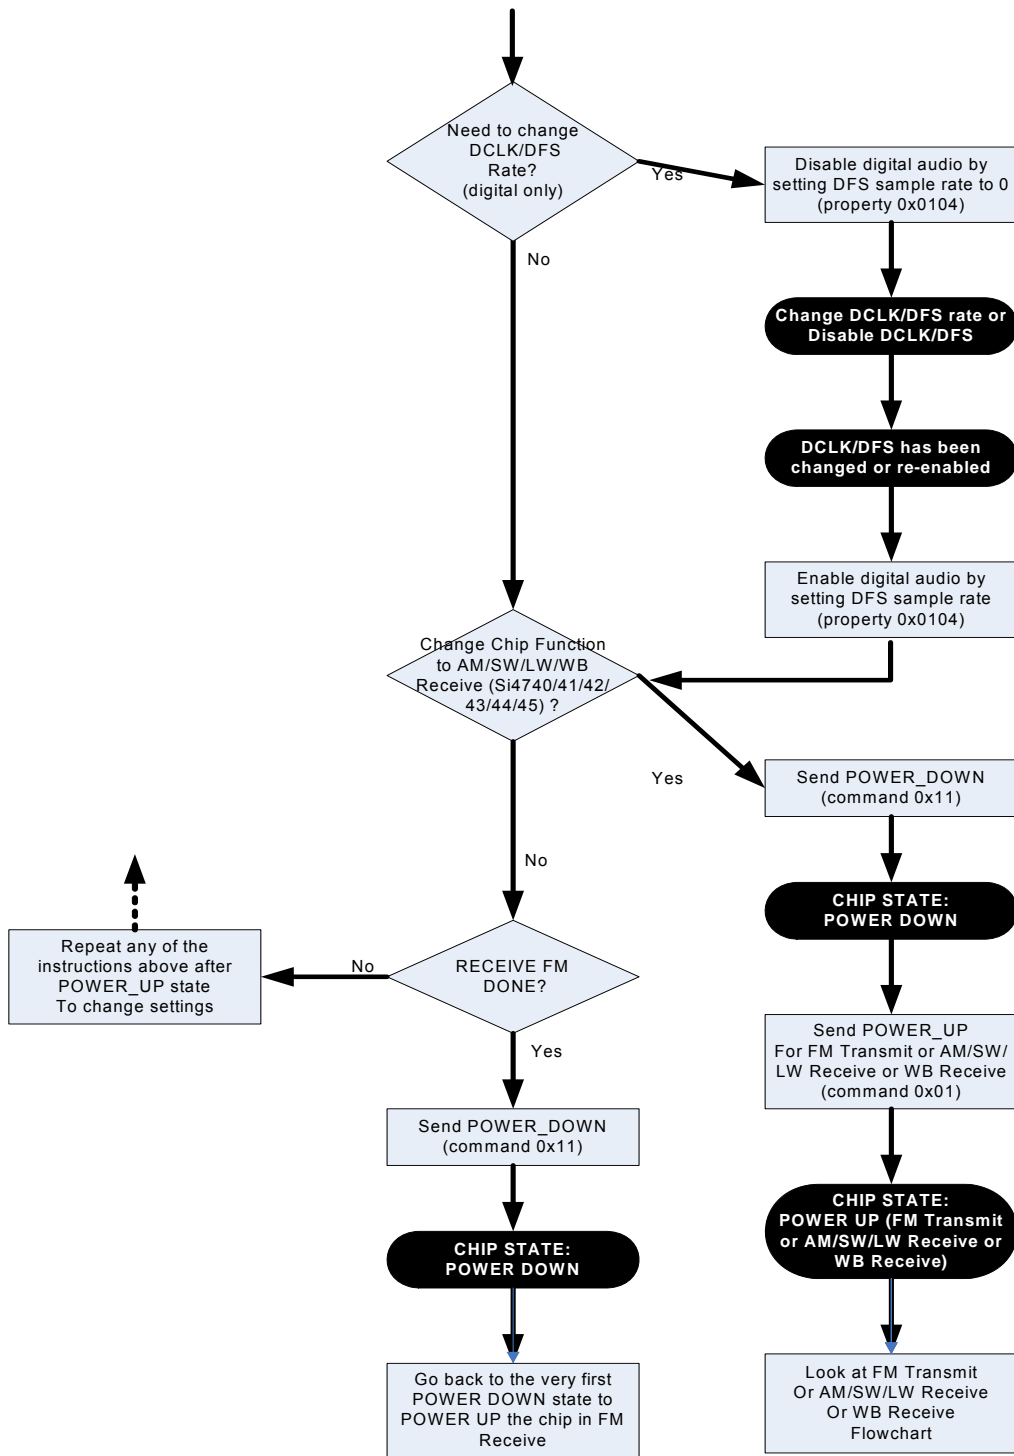 Need to change
DCLK/DFS
Rate?
(digital only)
Yes
Disable digital audio by
setting DFS sample rate to 0
(property 0x0104)
No
Change DCLK/DFS rate or
Disable DCLK/DFS
DCLK/DFS has been
changed or re-enabled
Enable digital audio by
setting DFS sample rate
(property 0x0104)
Change Chip Function
to AM/SW/LW/WB
Receive (Si4740/41/42/
43/44/45) ?
Yes
Send POWER_DOWN
(command 0x11)
No
CHIP STATE:
POWER DOWN
Repeat any of the
instructions above after
POWER_UP state
To change settings
No
RECEIVE FM
DONE?
Send POWER_UP
For FM Transmit or AM/SW/
LW Receive or WB Receive
(command 0x01)
Yes
Send POWER_DOWN
(command 0x11)
CHIP STATE:
POWER UP (FM Transmit
or AM/SW/LW Receive or
WB Receive)
CHIP STATE:
POWER DOWN
Go back to the very first
POWER DOWN state to
POWER UP the chip in FM
Receive
Look at FM Transmit
Or AM/SW/LW Receive
Or WB Receive
Flowchart